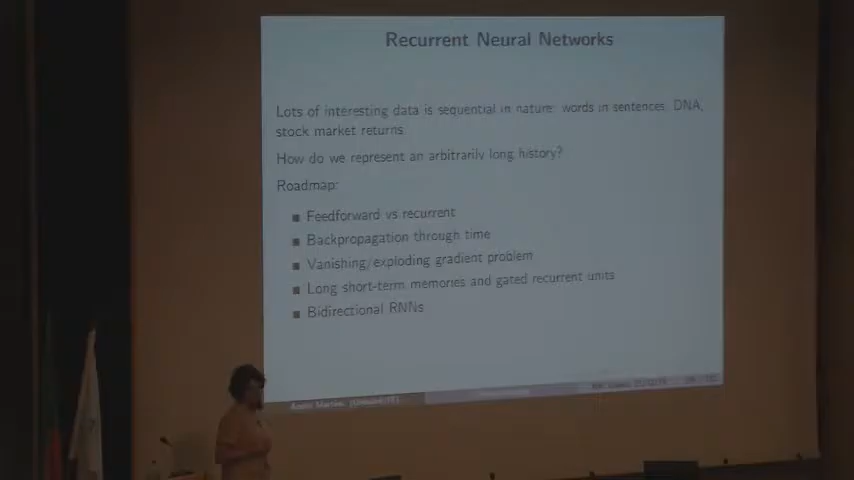 Recurrent Neural Networks
Lots of interesting data is sequential in nature: words in sentences, DNA,
stock market returns
How do we represent an arbitrarily long history?
Roadmap:
Feedforward vs recurrent
Backpropagation through time
Vanishing/exploding gradient problem
Long short-term memories and gated recurrent units
Bidirectional RNNs